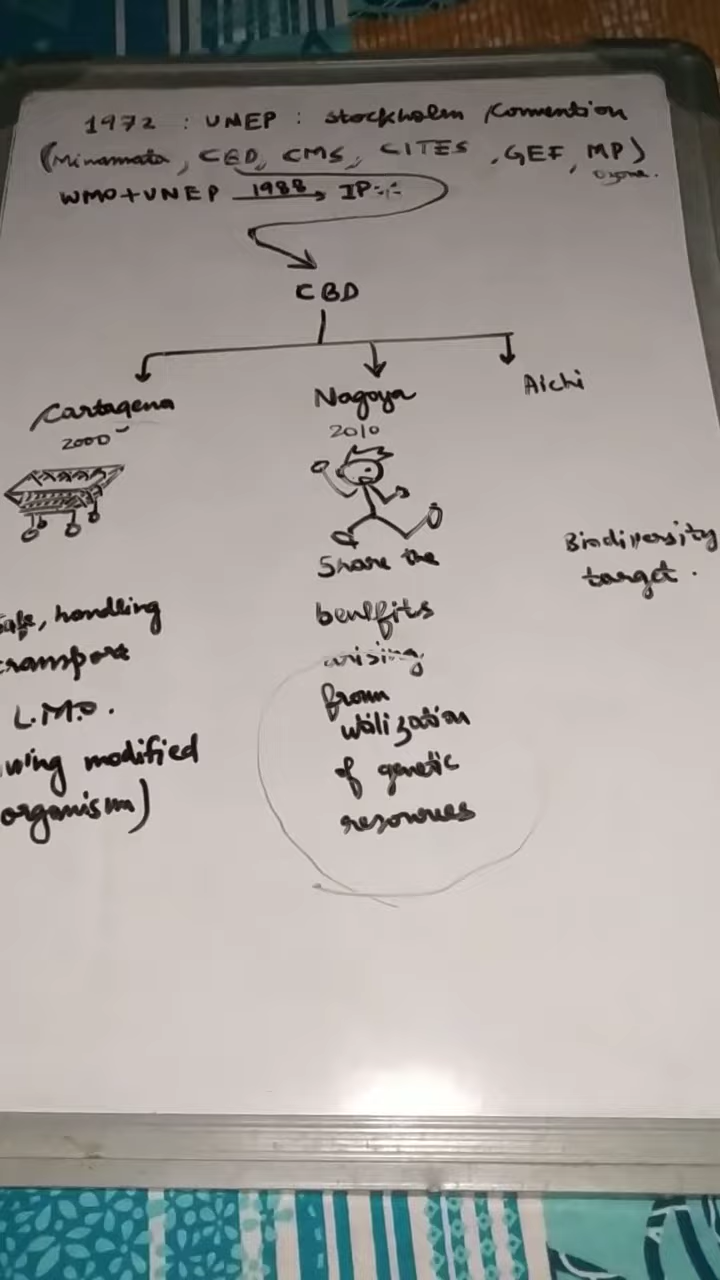 1972 : UNEP : Stockholm Convention
(Minamata, CBD, CMS, CITES, GEF, MP)
Ozone.
WMO+UNEP 1988 IP
CBD
Cartagena
2000
Nagoya
2010
Aichi
Safe, handling
transport
L.M.O.
ving modified
organism)
Share the
benefits
arising
from
utilization
of genetic
resources
Biodiversity
target.